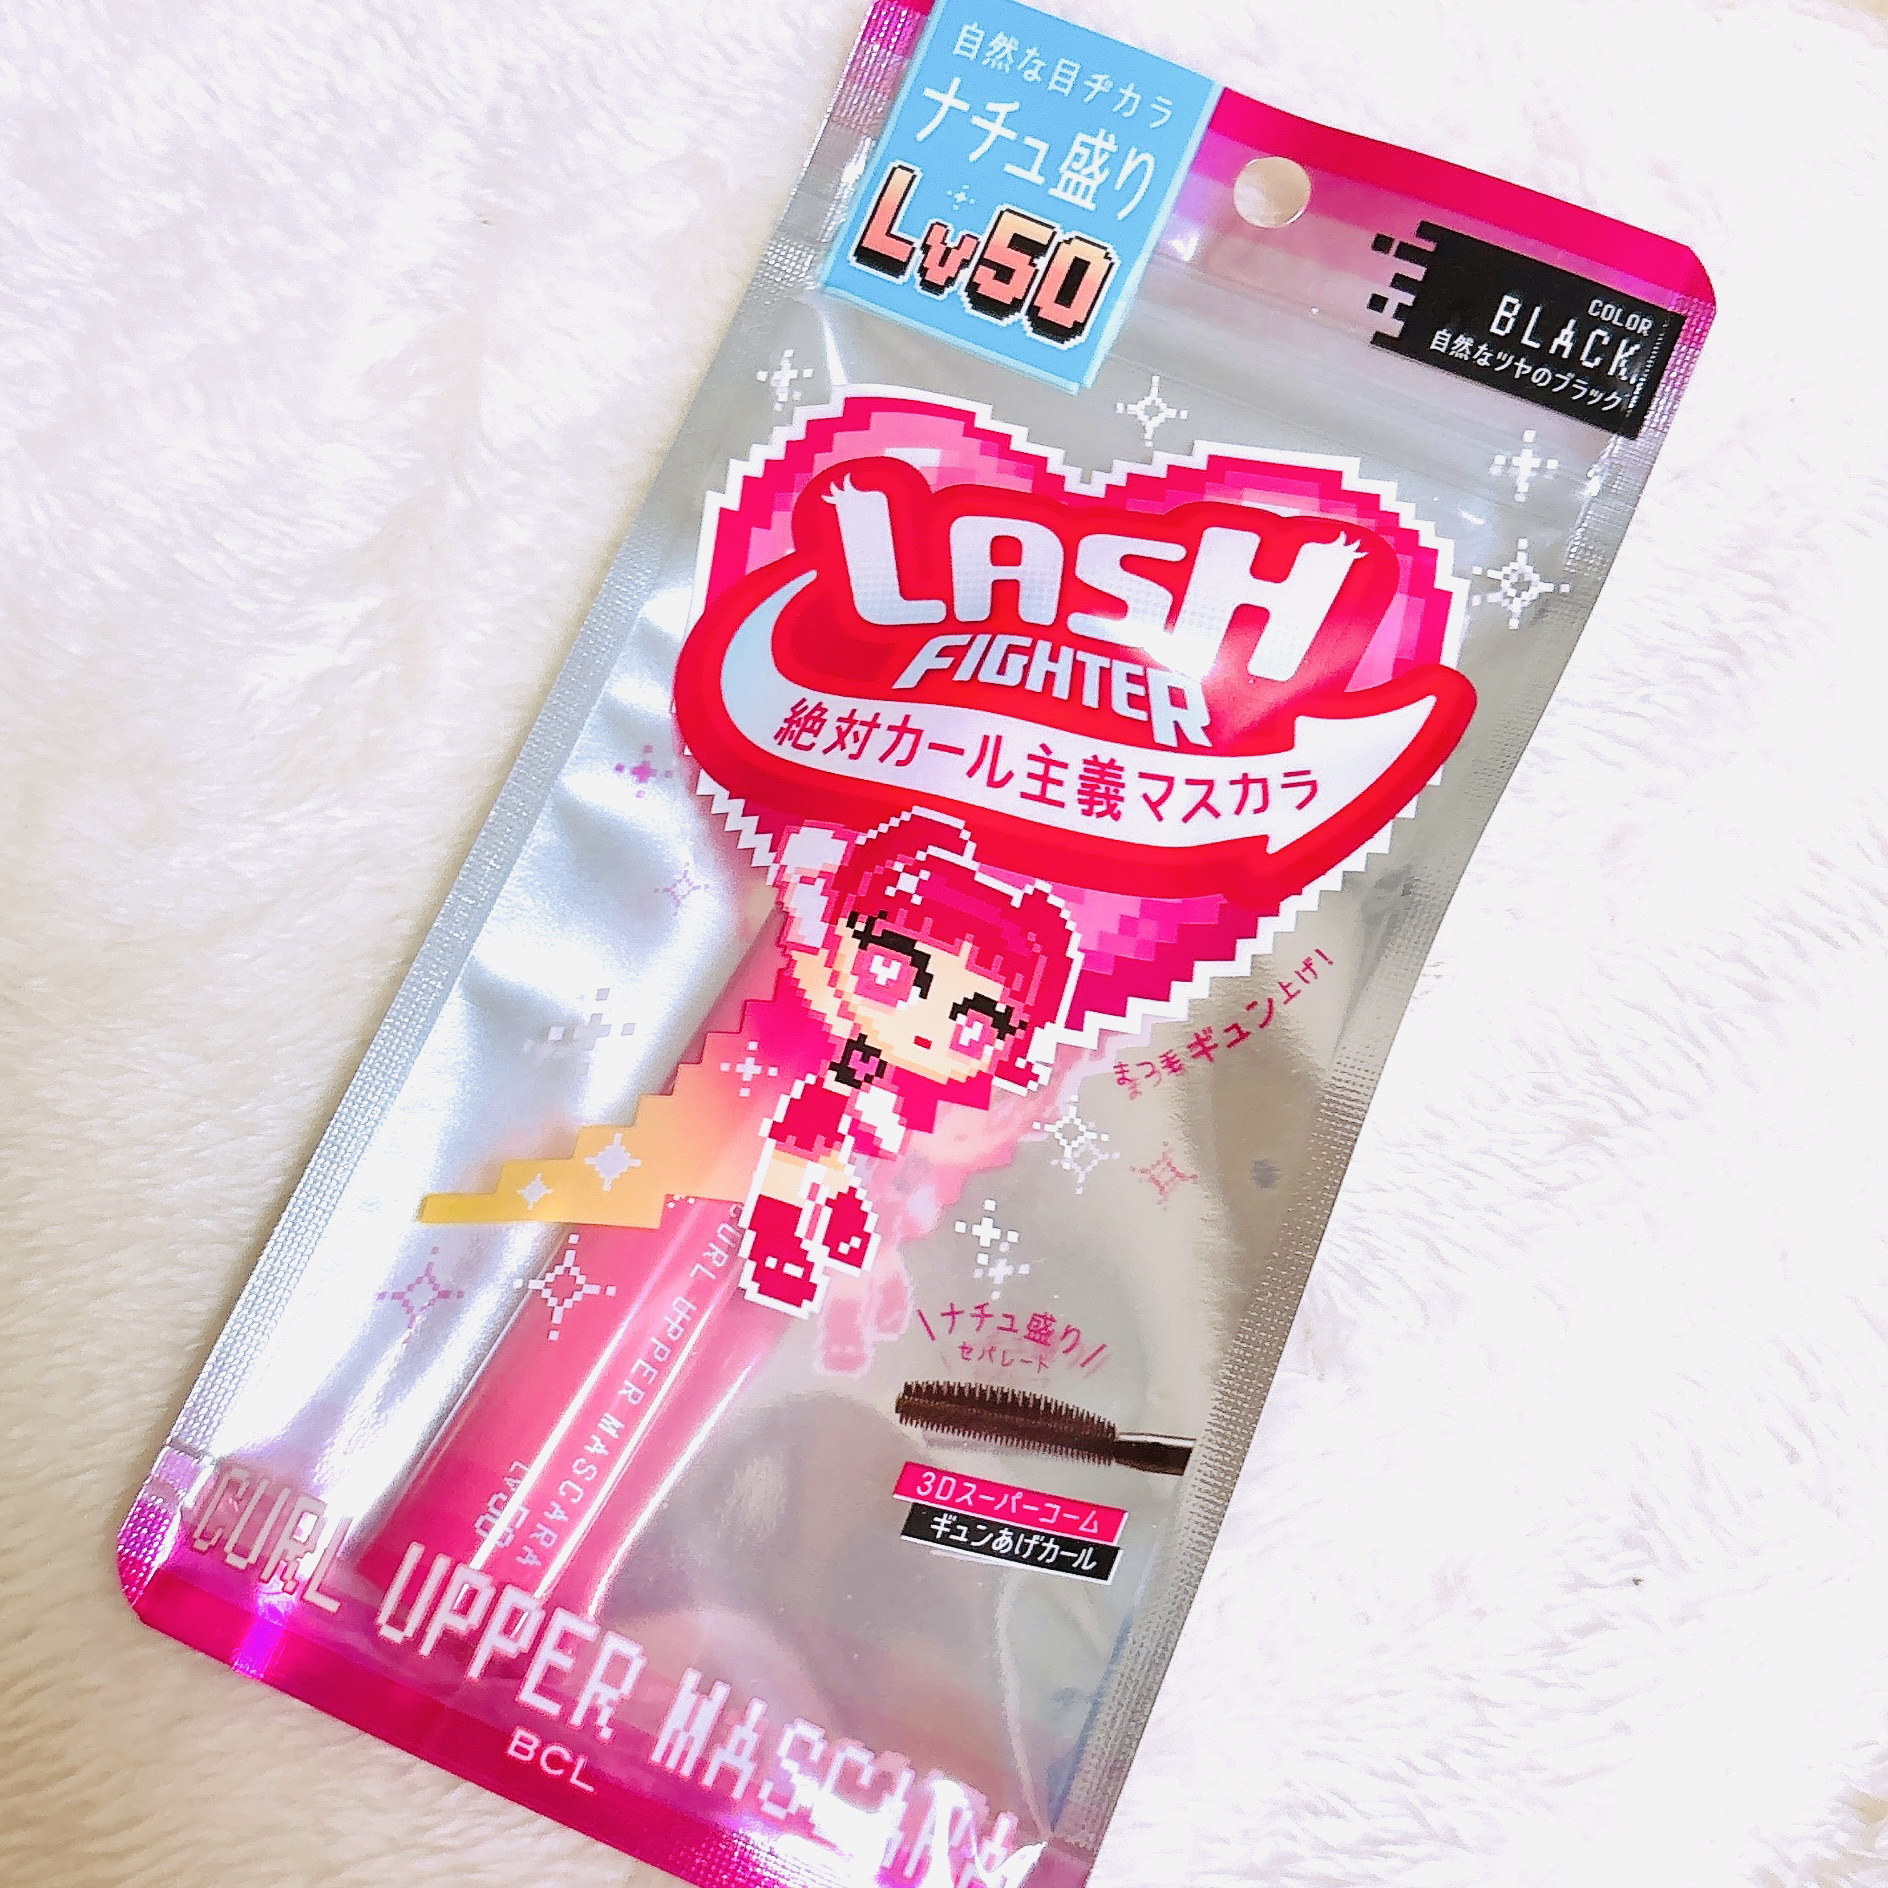 自然な目ヂカラ
ナチュ盛り
Lv50
COLOR
BLACK
自然なツヤのブラック
LASH
FIGHTER
絶対カール主義マスカラ
まつ毛ギュン上げ!
\ナチュ盛り/
セパレート
3Dスーパーコーム
ギュンあげカール
CURL UPPER MASCARA
LV50
CURL UPPER MASCARA
BCL